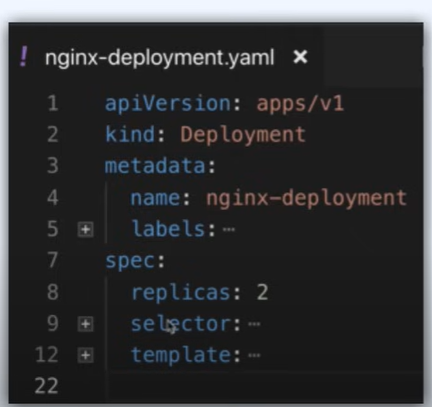 ! nginx-deployment.yaml ×
1 apiVersion: apps/v1
2 kind: Deployment
3 metadata:
4 name: nginx-deployment
5 + labels:⋯
7 spec:
8 replicas: 2
9 + selector:⋯
12 + template:⋯
22